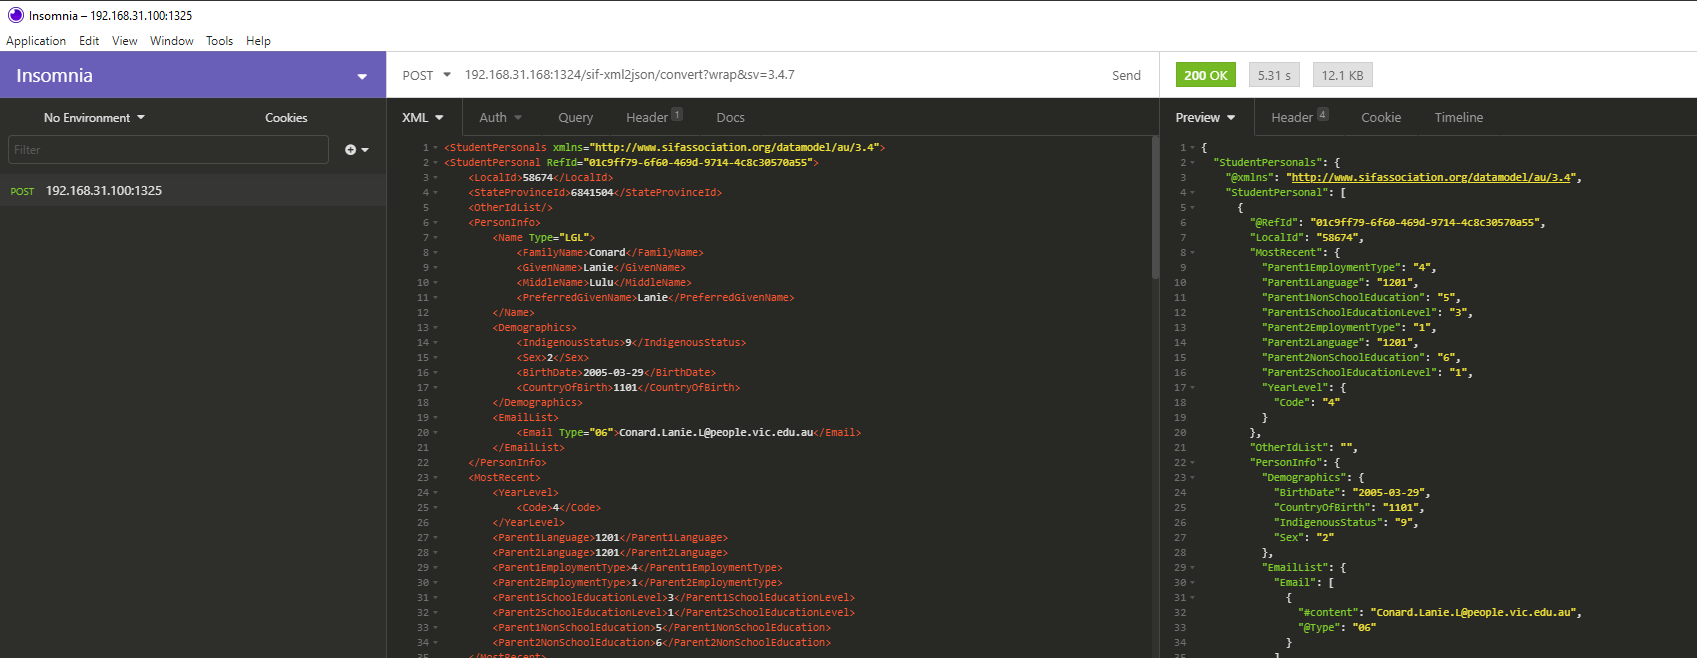 Insomnia – 192.168.31.100:1325
Application Edit View Window Tools Help
Insomnia
POST 192.168.31.168:1324/sif-xml2json/convert?wrap&sv=3.4.7 Send
200 OK 5.31 s 12.1 KB
No Environment Cookies
Filter
POST 192.168.31.100:1325
XML Auth Query Header 1 Docs
1 <StudentPersonals xmlns="http://www.sifassociation.org/datamodel/au/3.4">
2 <StudentPersonal RefId="01c9ff79-6f60-469d-9714-4c8c30570a55">
3 <LocalId>58674</LocalId>
4 <StateProvinceId>6841504</StateProvinceId>
5 <OtherIdList/>
6 <PersonInfo>
7 <Name Type="LGL">
8 <FamilyName>Conard</FamilyName>
9 <GivenName>Lanie</GivenName>
10 <MiddleName>Lulu</MiddleName>
11 <PreferredGivenName>Lanie</PreferredGivenName>
12 </Name>
13 <Demographics>
14 <IndigenousStatus>9</IndigenousStatus>
15 <Sex>2</Sex>
16 <BirthDate>2005-03-29</BirthDate>
17 <CountryOfBirth>1101</CountryOfBirth>
18 </Demographics>
19 <EmailList>
20 <Email Type="06">Conard.Lanie.L@people.vic.edu.au</Email>
21 </EmailList>
22 </PersonInfo>
23 <MostRecent>
24 <YearLevel>
25 <Code>4</Code>
26 </YearLevel>
27 <Parent1Language>1201</Parent1Language>
28 <Parent2Language>1201</Parent2Language>
29 <Parent1EmploymentType>4</Parent1EmploymentType>
30 <Parent2EmploymentType>1</Parent2EmploymentType>
31 <Parent1SchoolEducationLevel>3</Parent1SchoolEducationLevel>
32 <Parent2SchoolEducationLevel>1</Parent2SchoolEducationLevel>
33 <Parent1NonSchoolEducation>5</Parent1NonSchoolEducation>
34 <Parent2NonSchoolEducation>6</Parent2NonSchoolEducation>
35 </MostRecent>
Preview Header 4 Cookie Timeline
1 {
2 "StudentPersonals": {
3 "@xmlns": "http://www.sifassociation.org/datamodel/au/3.4",
4 "StudentPersonal": [
5 {
6 "@RefId": "01c9ff79-6f60-469d-9714-4c8c30570a55",
7 "LocalId": "58674",
8 "MostRecent": {
9 "Parent1EmploymentType": "4",
10 "Parent1Language": "1201",
11 "Parent1NonSchoolEducation": "5",
12 "Parent1SchoolEducationLevel": "3",
13 "Parent2EmploymentType": "1",
14 "Parent2Language": "1201",
15 "Parent2NonSchoolEducation": "6",
16 "Parent2SchoolEducationLevel": "1",
17 "YearLevel": {
18 "Code": "4"
19 }
20 },
21 "OtherIdList": "",
22 "PersonInfo": {
23 "Demographics": {
24 "BirthDate": "2005-03-29",
25 "CountryOfBirth": "1101",
26 "IndigenousStatus": "9",
27 "Sex": "2"
28 },
29 "EmailList": {
30 "Email": [
31 {
32 "#content": "Conard.Lanie.L@people.vic.edu.au",
33 "@Type": "06"
34 }
35 ]